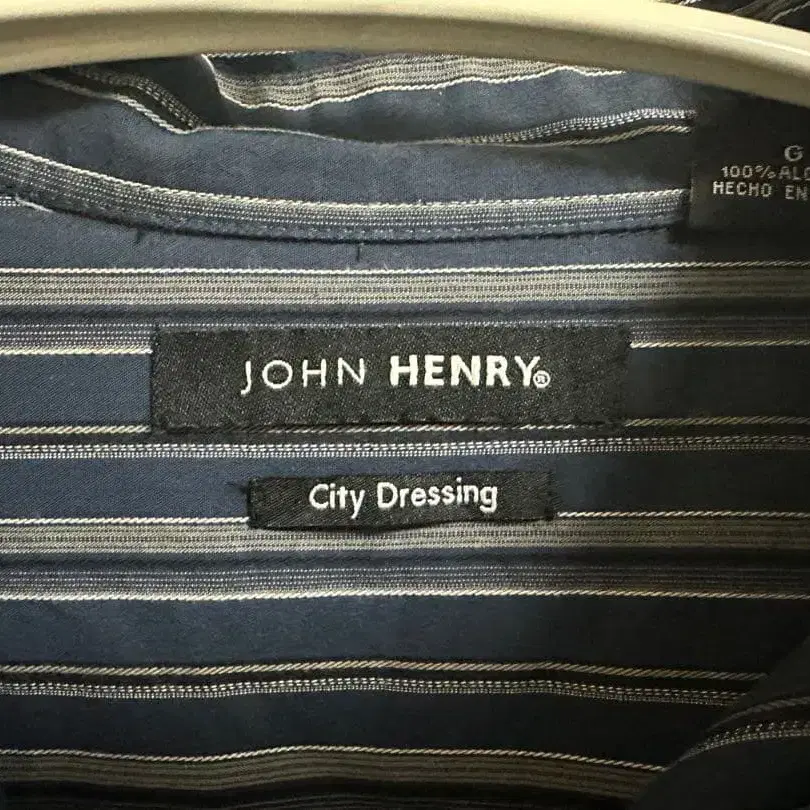 G
100% ALG
HECHO EN
JOHN HENRY®
City Dressing